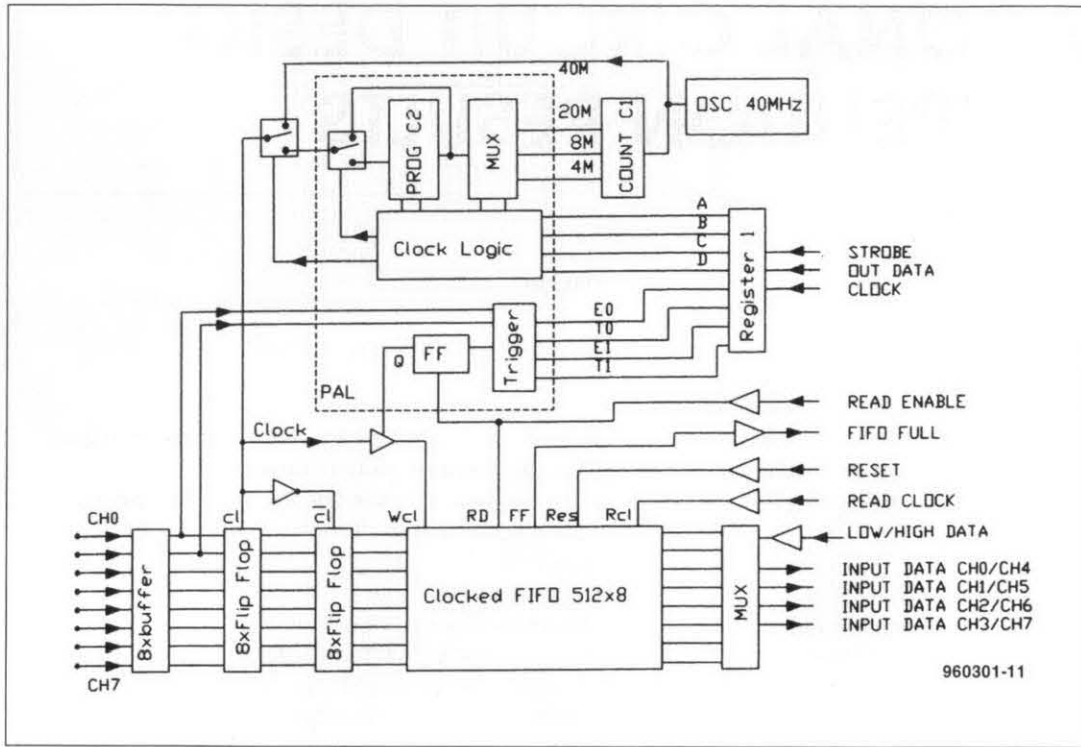 40M
OSC 40MHz
20M
8M
4M
PROG C2
MUX
COUNT C1
A
B
C
D
Clock Logic
Register 1
STROBE
OUT DATA
CLOCK
E0
T0
E1
T1
Trigger
Q
FF
PAL
READ ENABLE
Clock
FIFO FULL
RESET
READ CLOCK
CH0
cl
cl
Wcl
RD
FF
Res
Rcl
LOW/HIGH DATA
8xbuffer
8xFlip Flop
8xFlip Flop
Clocked FIFO 512x8
MUX
INPUT DATA CH0/CH4
INPUT DATA CH1/CH5
INPUT DATA CH2/CH6
INPUT DATA CH3/CH7
CH7
960301-11